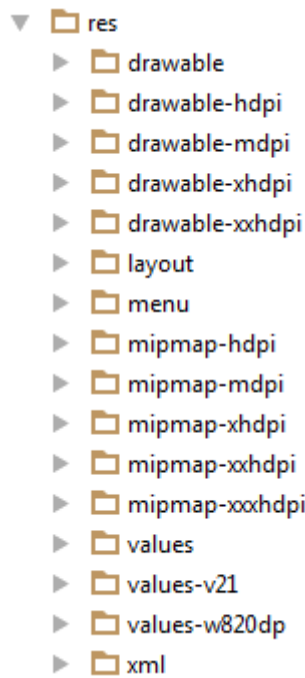 res
drawable
drawable-hdpi
drawable-mdpi
drawable-xhdpi
drawable-xxhdpi
layout
menu
mipmap-hdpi
mipmap-mdpi
mipmap-xhdpi
mipmap-xxhdpi
mipmap-xxxhdpi
values
values-v21
values-w820dp
xml